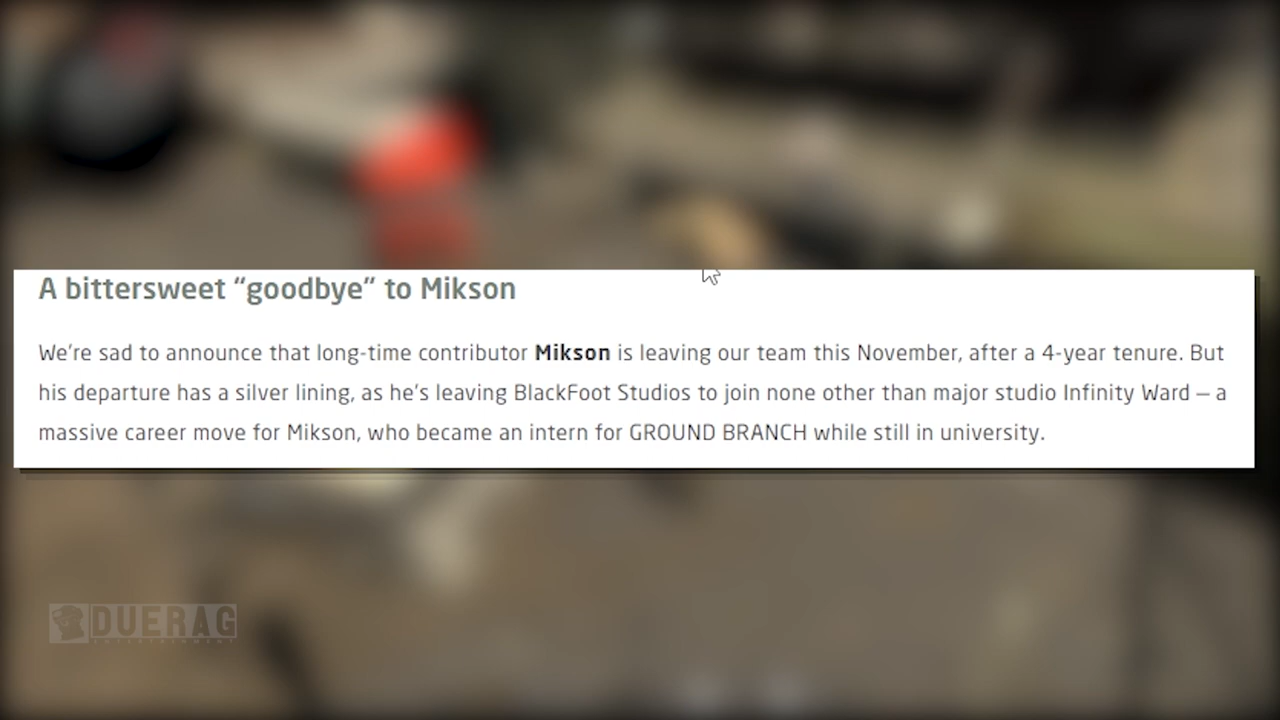 A bittersweet “goodbye” to Mikson
We’re sad to announce that long-time contributor Mikson is leaving our team this November, after a 4-year tenure. But
his departure has a silver lining, as he’s leaving BlackFoot Studios to join none other than major studio Infinity Ward – a
massive career move for Mikson, who became an intern for GROUND BRANCH while still in university.
DUERAG
ENTERTAINMENT